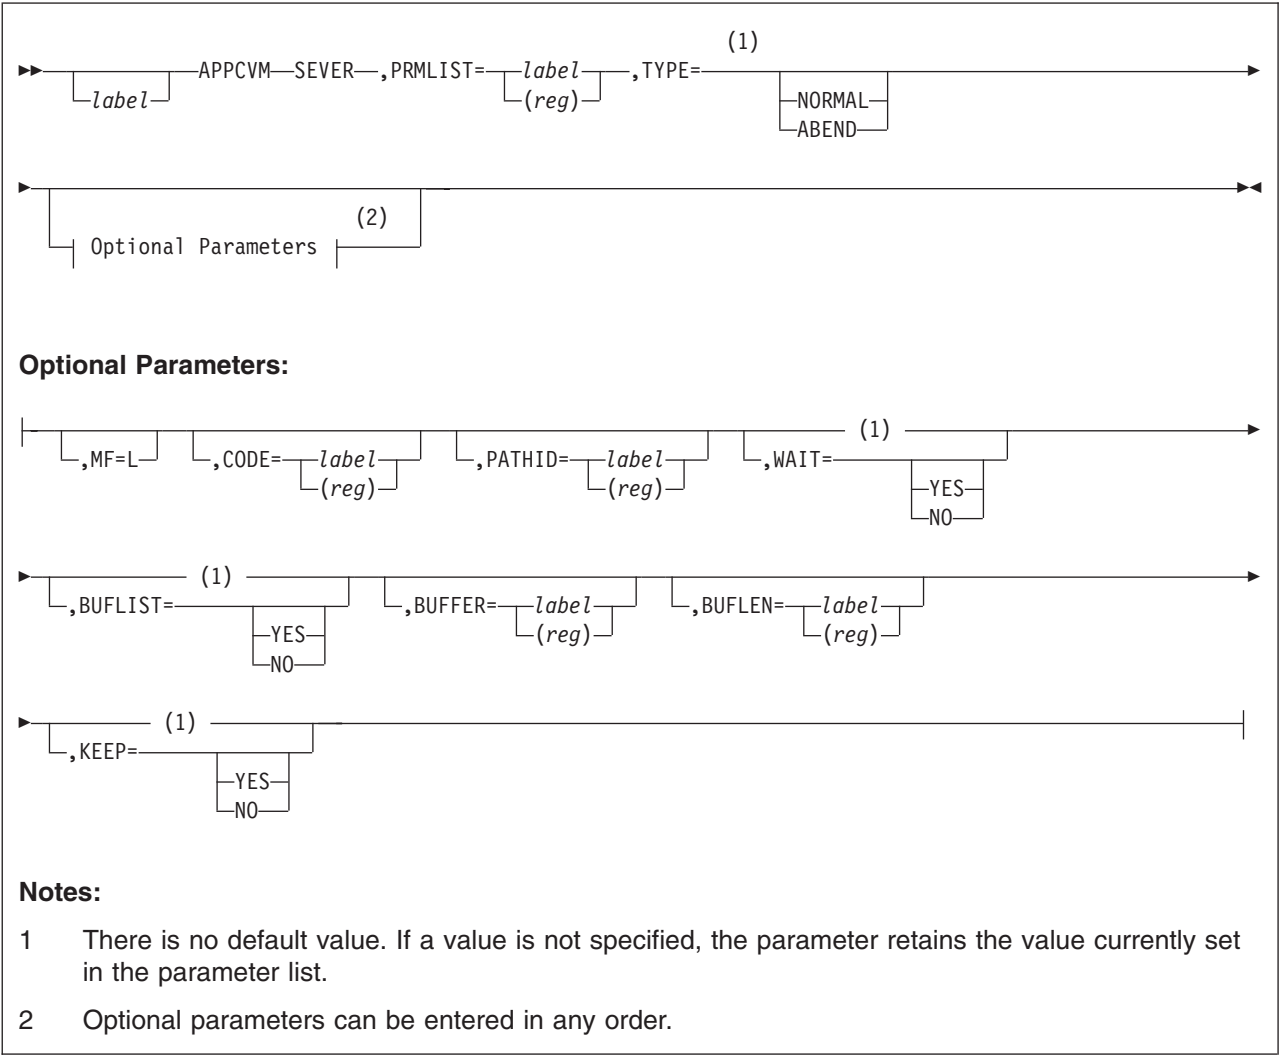 (1)
APPCVM SEVER ,PRMLIST= label ,TYPE=
label (reg) NORMAL
ABEND
(2)
Optional Parameters
Optional Parameters:
(1)
,MF=L ,CODE= label ,PATHID= label ,WAIT=
(reg) (reg) YES
NO
(1)
,BUFLIST= ,BUFFER= label ,BUFLEN= label
YES (reg) (reg)
NO
(1)
,KEEP=
YES
NO
Notes:
1 There is no default value. If a value is not specified, the parameter retains the value currently set
in the parameter list.
2 Optional parameters can be entered in any order.